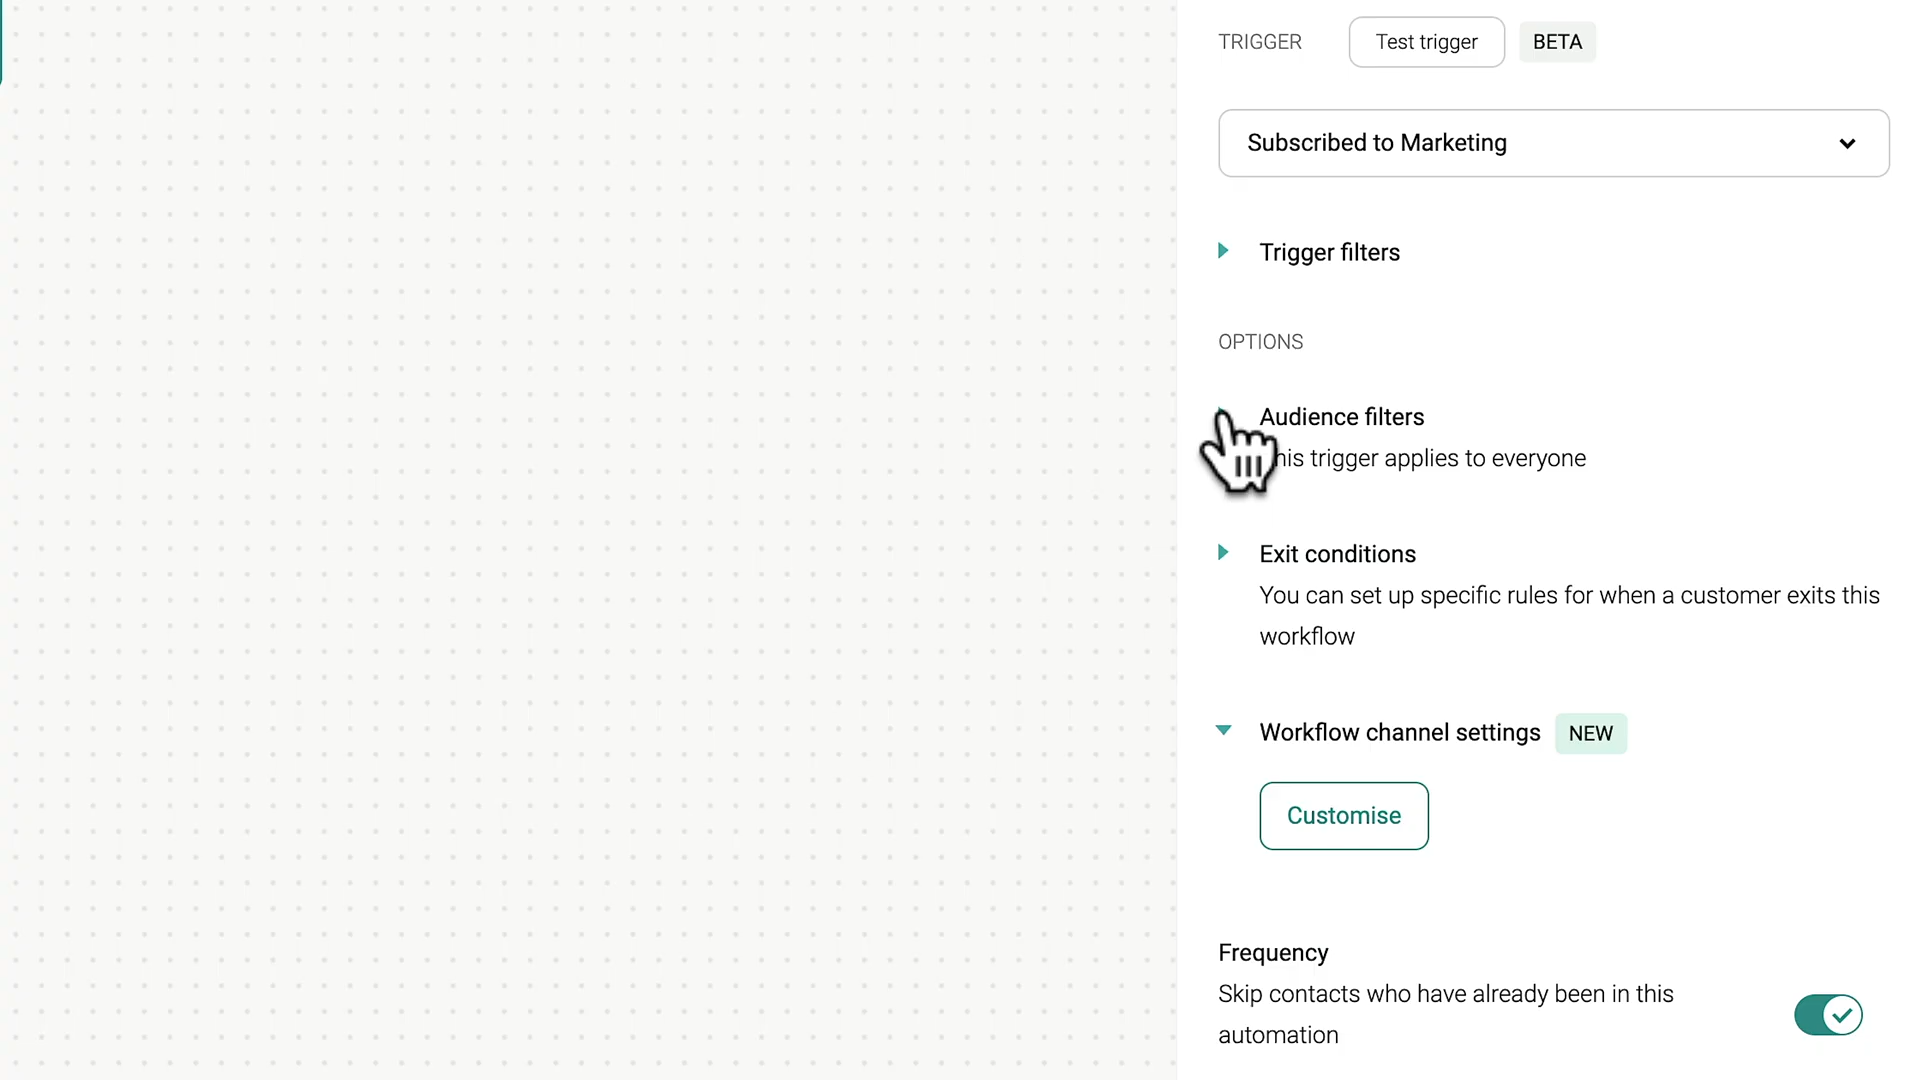 TRIGGER Test trigger BETA
Subscribed to Marketing
Trigger filters
OPTIONS
Audience filters
his trigger applies to everyone
Exit conditions
You can set up specific rules for when a customer exits this
workflow
Workflow channel settings NEW
Customise
Frequency
Skip contacts who have already been in this
automation